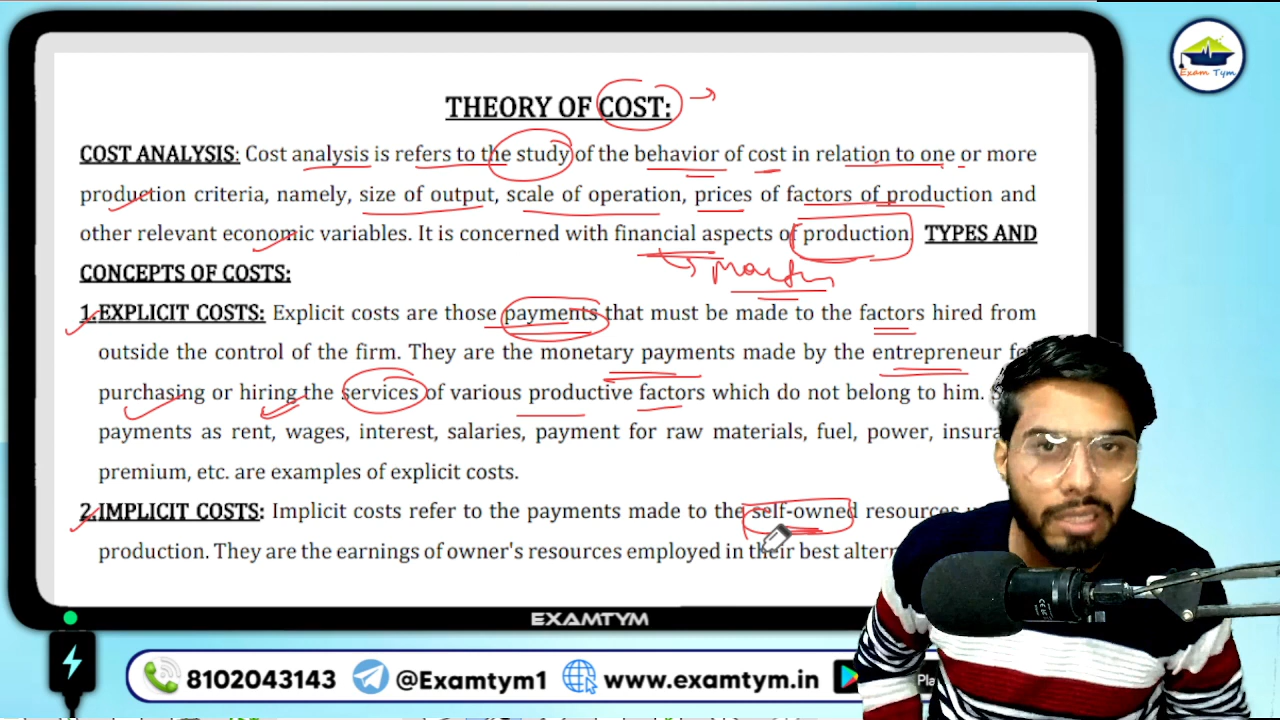 Exam Tym
THEORY OF COST:
COST ANALYSIS: Cost analysis is refers to the study of the behavior of cost in relation to one or more
production criteria, namely, size of output, scale of operation, prices of factors of production and
other relevant economic variables. It is concerned with financial aspects of production. TYPES AND
CONCEPTS OF COSTS:
1.EXPLICIT COSTS: Explicit costs are those payments that must be made to the factors hired from
outside the control of the firm. They are the monetary payments made by the entrepreneur
purchasing or hiring the services of various productive factors which do not belong to him.
payments as rent, wages, interest, salaries, payment for raw materials, fuel, power,
premium, etc. are examples of explicit costs.
2.IMPLICIT COSTS: Implicit costs refer to the payments made to the self-owned resources
production. They are the earnings of owner's resources employed in their best
EXAMTYM
8102043143 @Examtym1 www.examtym.in